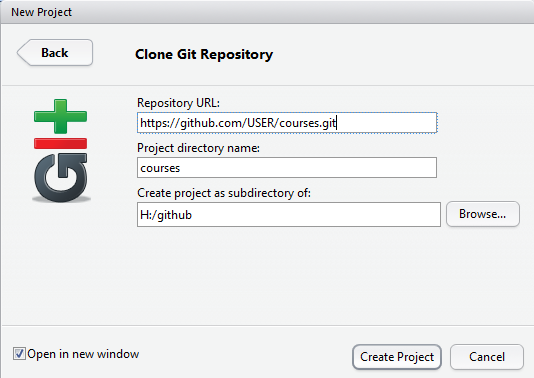 New Project
Back
Clone Git Repository
Repository URL:
https://github.com/USER/courses.git
Project directory name:
courses
Create project as subdirectory of:
H:/github
Browse...
git
Open in new window
Create Project
Cancel